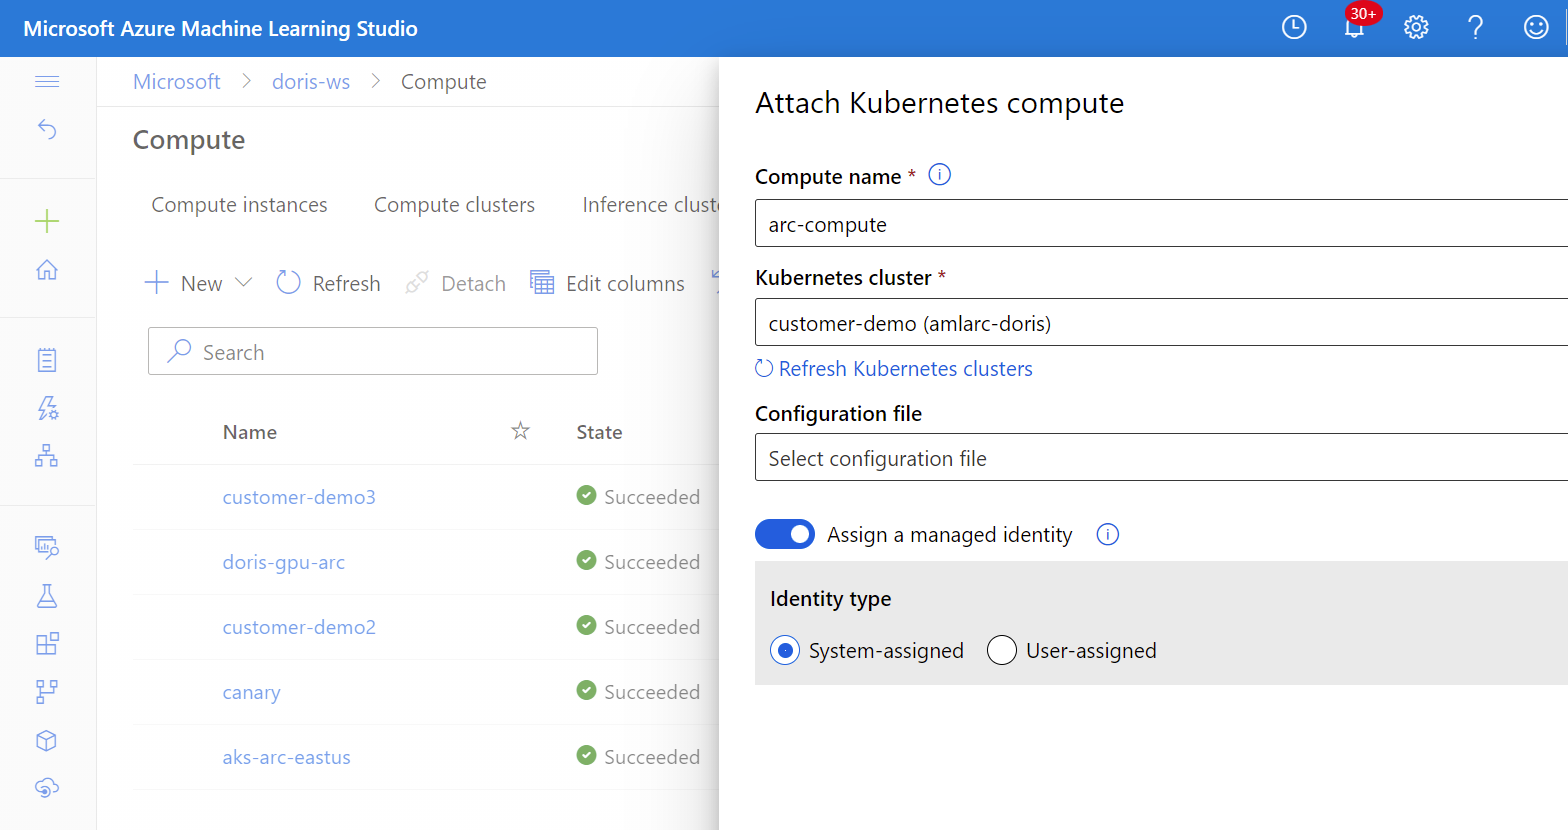 Microsoft Azure Machine Learning Studio
30+
Microsoft > doris-ws > Compute
Compute
Compute instances Compute clusters Inference
New Refresh Detach Edit columns
Search
Name State
customer-demo3 Succeeded
doris-gpu-arc Succeeded
customer-demo2 Succeeded
canary Succeeded
aks-arc-eastus Succeeded
Attach Kubernetes compute
Compute name *
arc-compute
Kubernetes cluster *
customer-demo (amlarc-doris)
Refresh Kubernetes clusters
Configuration file
Select configuration file
Assign a managed identity
Identity type
System-assigned User-assigned